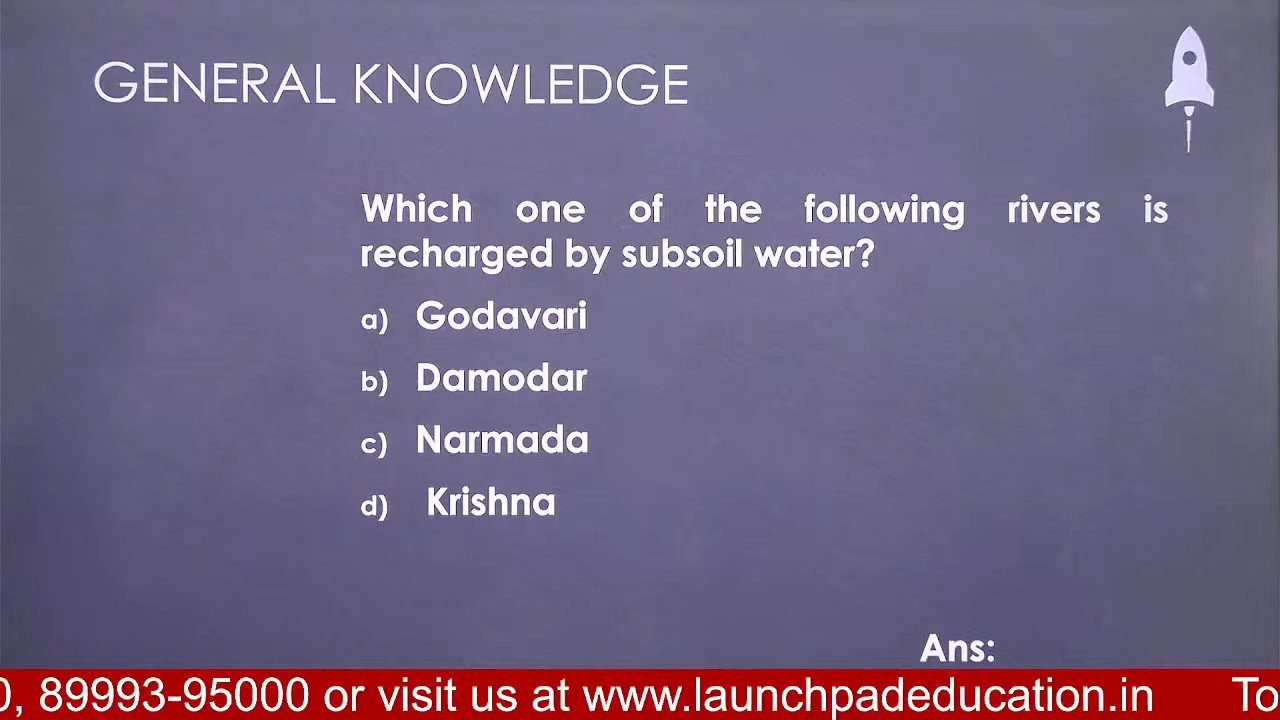 GENERAL KNOWLEDGE
Which one of the following rivers is
recharged by subsoil water?
a) Godavari
b) Damodar
c) Narmada
d) Krishna
Ans:
0, 89993-95000 or visit us at www.launchpadeducation.in To